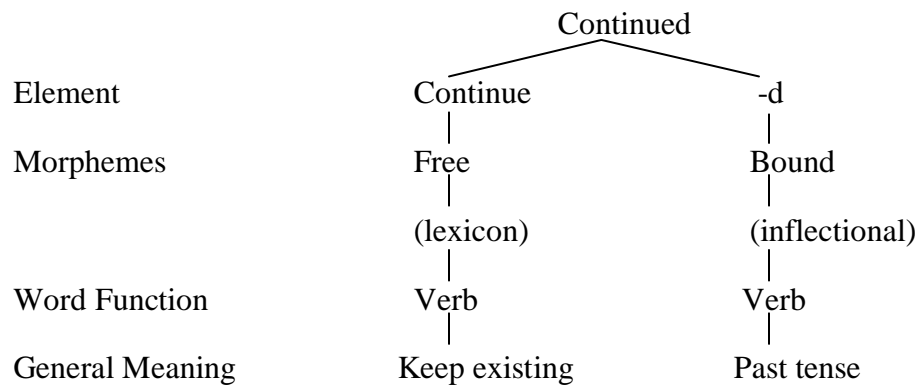 Continued
Element Continue -d
Morphemes Free Bound
(lexicon) (inflectional)
Word Function Verb Verb
General Meaning Keep existing Past tense